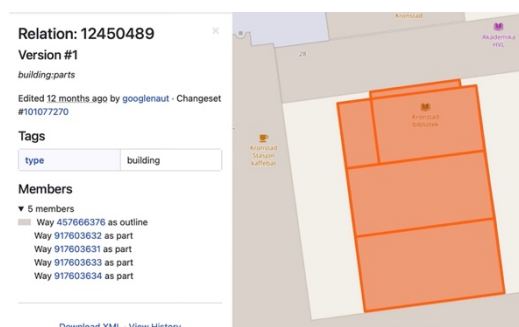 Relation: 12450489
×
Version #1
building:parts
Edited 12 months ago by googlenaut · Changeset
#101077270
Tags
type building
Members
▼ 5 members
Way 457666376 as outline
Way 917603632 as part
Way 917603631 as part
Way 917603633 as part
Way 917603634 as part
Download XML · View History
Kronstad
28
Akademika
HVL
Kronstad
bibliotek
Kronstad
Stasjon
kaffebar